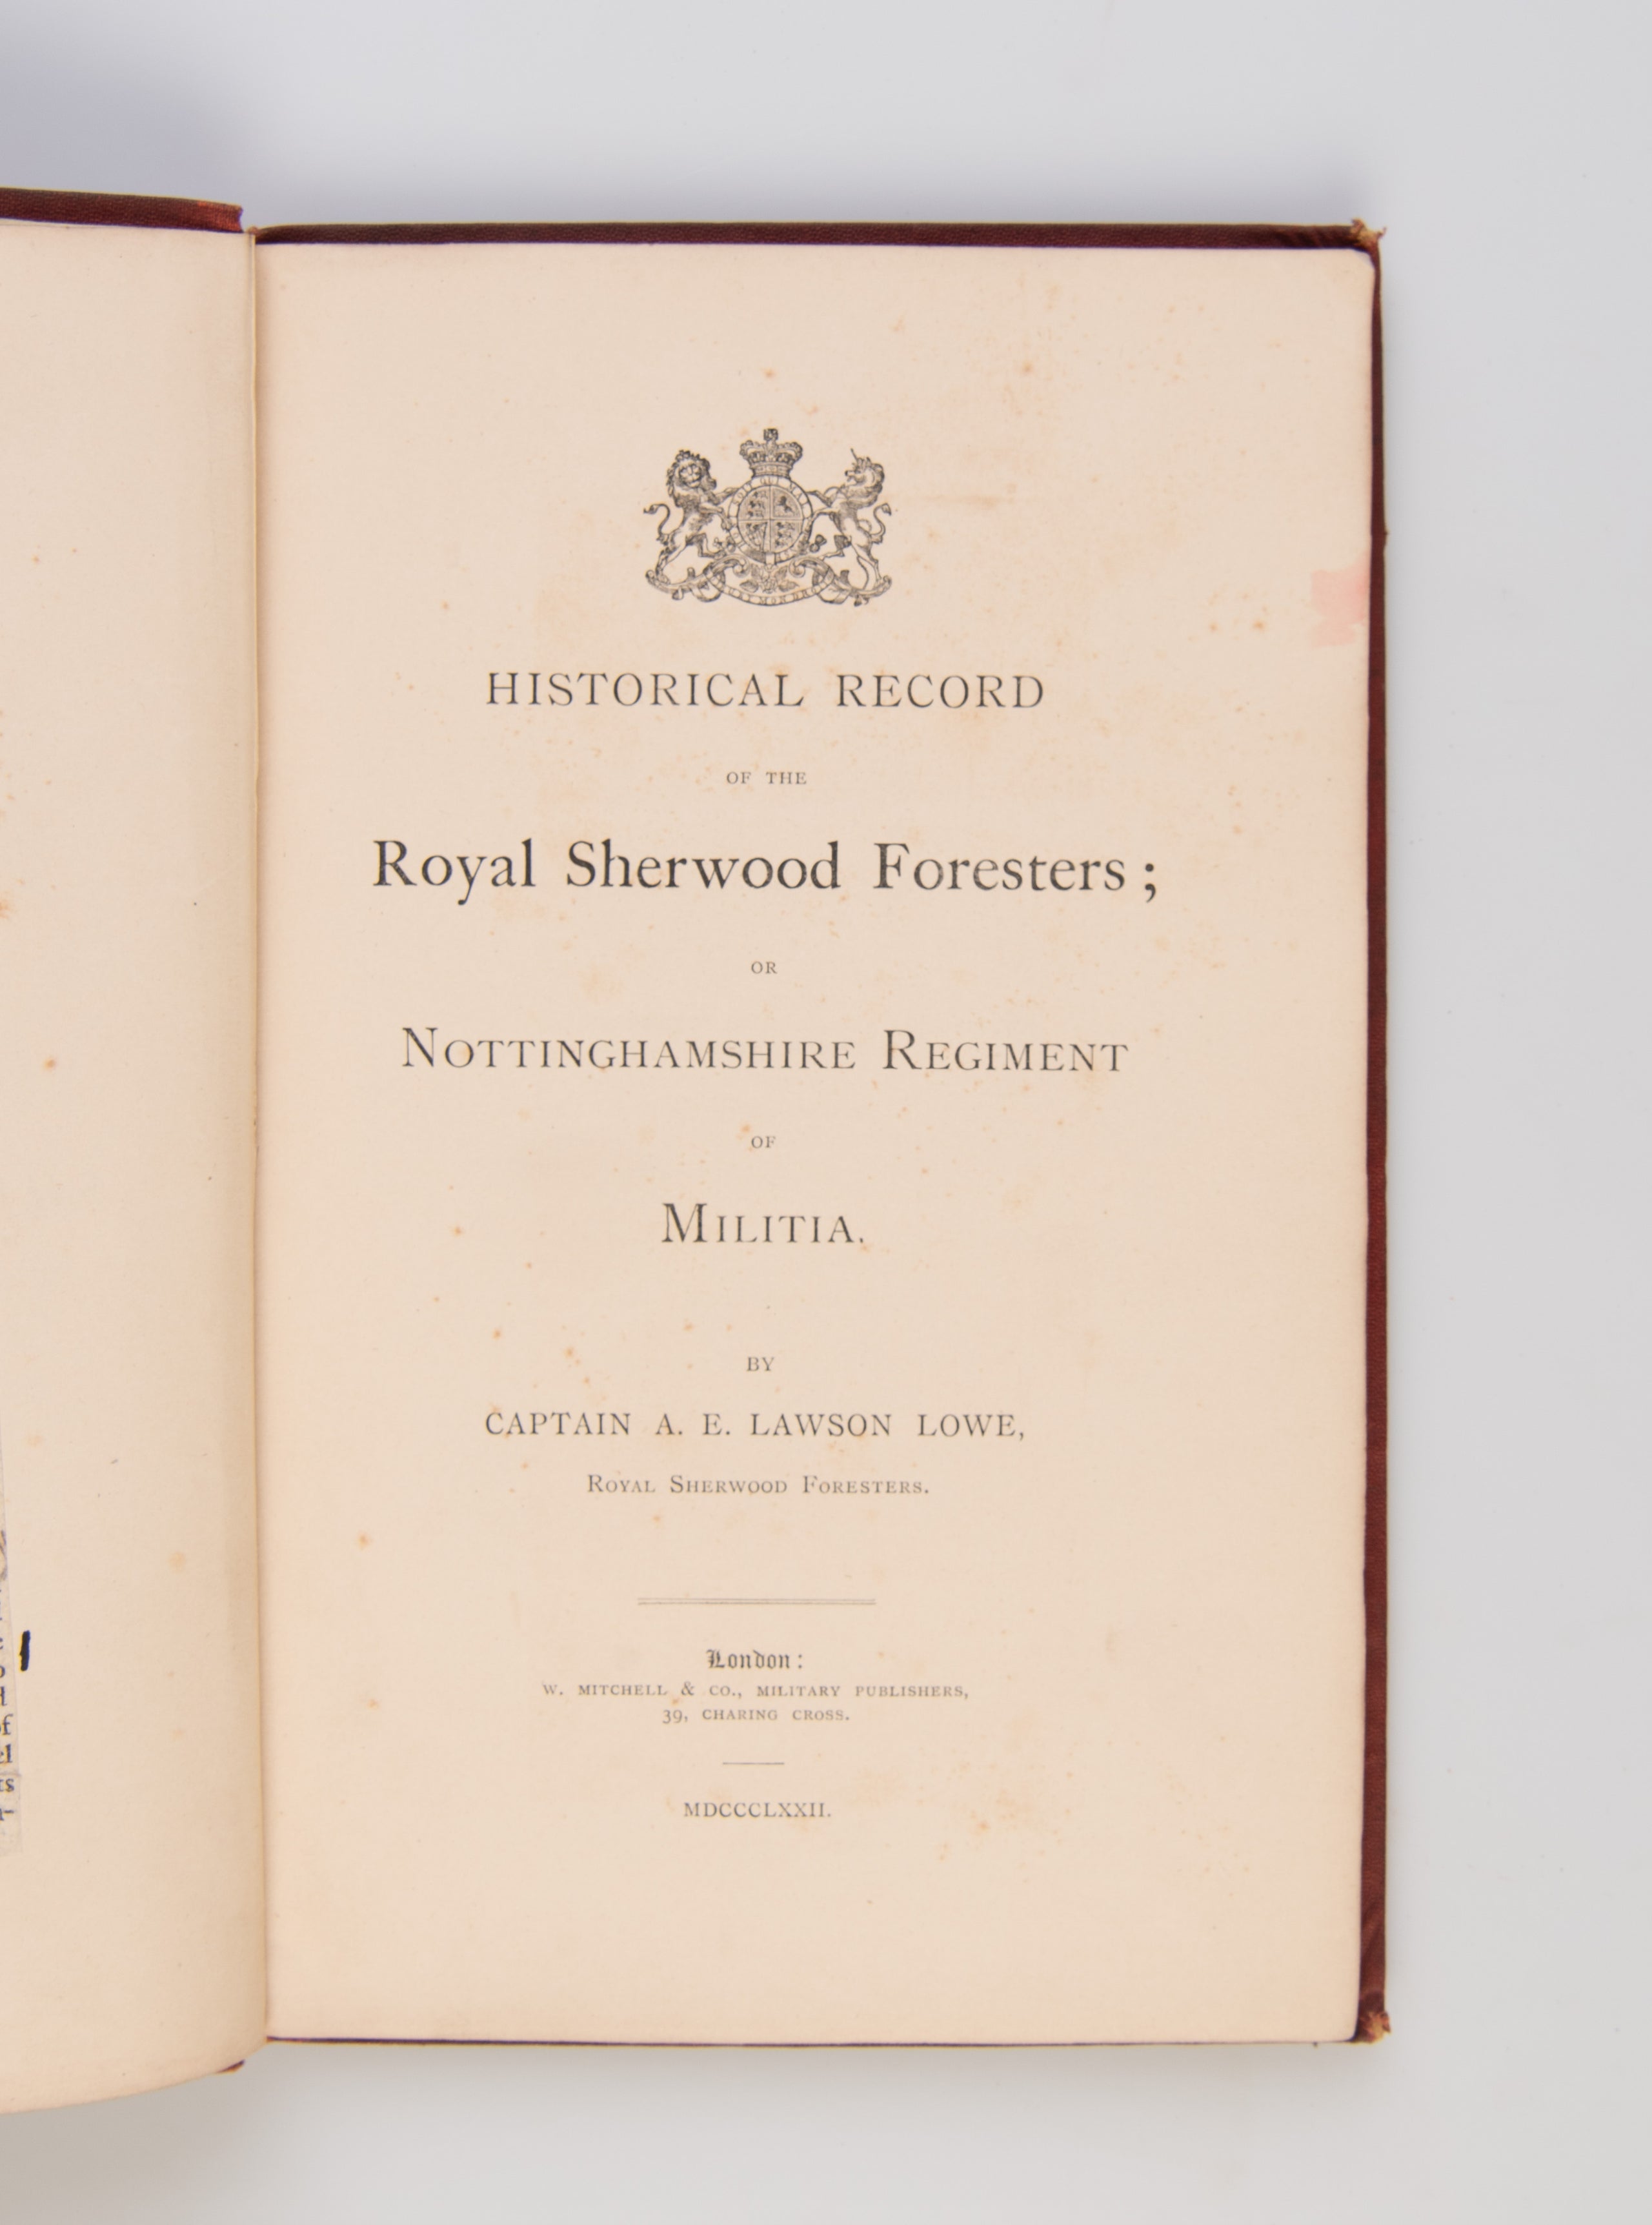 HISTORICAL RECORD
OF THE
Royal Sherwood Foresters;
OR
NOTTINGHAMSHIRE REGIMENT
OF
MILITIA.
BY
CAPTAIN A. E. LAWSON LOWE,
ROYAL SHERWOOD FORESTERS.
London:
W. MITCHELL & CO., MILITARY PUBLISHERS,
39, CHARING CROSS.
MDCCCLXXII.